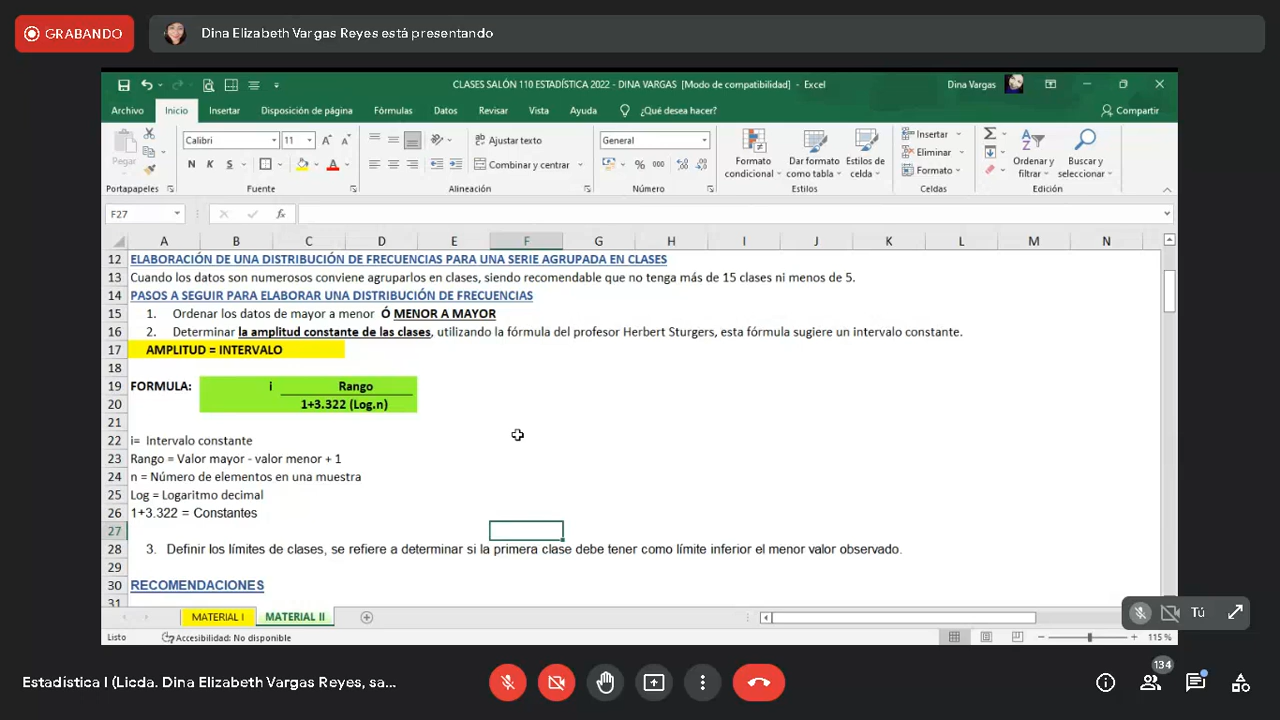 GRABANDO
Dina Elizabeth Vargas Reyes está presentando
CLASES SALÓN 110 ESTADÍSTICA 2022 - DINA VARGAS [Modo de compatibilidad] - Excel
Dina Vargas
Archivo Inicio Insertar Disposición de página Fórmulas Datos Revisar Vista Ayuda ¿Qué desea hacer? Compartir
Pegar
Calibri 11
N K S
Ajustar texto
Combinar y centrar
General
% 000
Formato condicional
Dar formato como tabla
Estilos de celda
Insertar
Eliminar
Formato
Ordenar y filtrar
Buscar y seleccionar
Portapapeles Fuente Alineación Número Estilos Celdas Edición
F27 fx
A B C D E F G H I J K L M N
12 ELABORACIÓN DE UNA DISTRIBUCIÓN DE FRECUENCIAS PARA UNA SERIE AGRUPADA EN CLASES
13 Cuando los datos son numerosos conviene agruparlos en clases, siendo recomendable que no tenga más de 15 clases ni menos de 5.
14 PASOS A SEGUIR PARA ELABORAR UNA DISTRIBUCIÓN DE FRECUENCIAS
15 1. Ordenar los datos de mayor a menor Ó MENOR A MAYOR
16 2. Determinar la amplitud constante de las clases, utilizando la fórmula del profesor Herbert Sturgers, esta fórmula sugiere un intervalo constante.
17 AMPLITUD = INTERVALO
18
19 FORMULA: i Rango
20 1+3.322 (Log.n)
21
22 i= Intervalo constante
23 Rango = Valor mayor - valor menor + 1
24 n = Número de elementos en una muestra
25 Log = Logaritmo decimal
26 1+3.322 = Constantes
27
28 3. Definir los límites de clases, se refiere a determinar si la primera clase debe tener como límite inferior el menor valor observado.
29
30 RECOMENDACIONES
31
MATERIAL I MATERIAL II
Tú
Listo Accesibilidad: No disponible 115 %
Estadística I (Licda. Dina Elizabeth Vargas Reyes, sa...
134